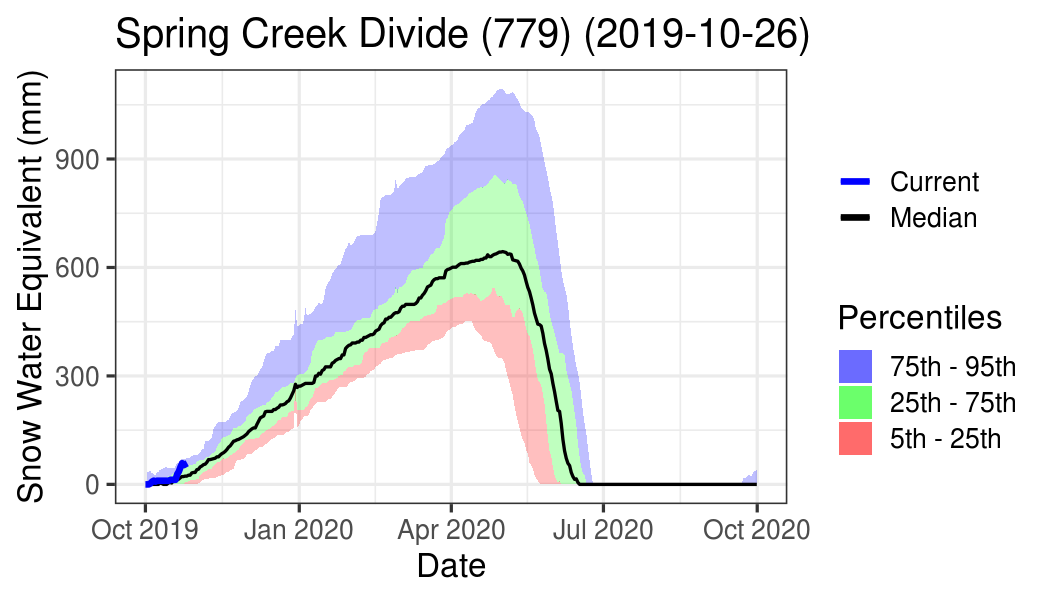 Spring Creek Divide (779) (2019-10-26)
Snow Water Equivalent (mm)
900
600
300
0
Oct 2019
Jan 2020
Apr 2020
Jul 2020
Oct 2020
Date
Current
Median
Percentiles
75th - 95th
25th - 75th
5th - 25th